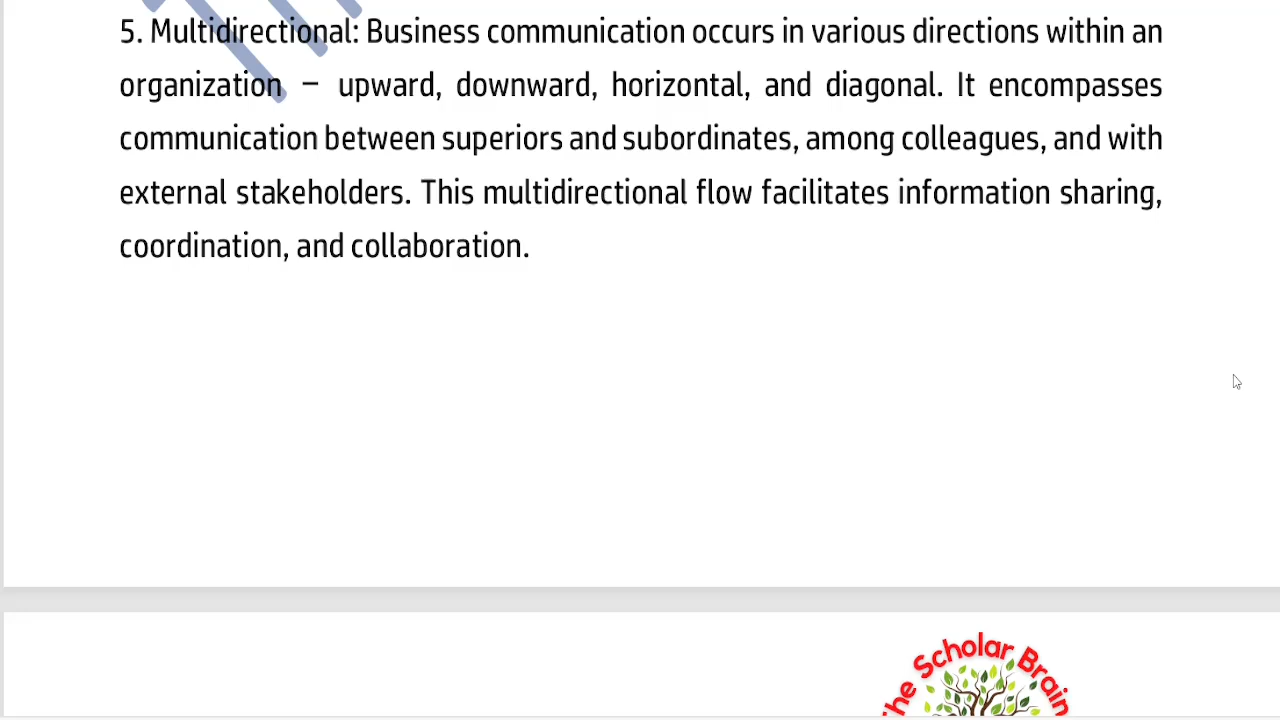 5. Multidirectional: Business communication occurs in various directions within an
organization – upward, downward, horizontal, and diagonal. It encompasses
communication between superiors and subordinates, among colleagues, and with
external stakeholders. This multidirectional flow facilitates information sharing,
coordination, and collaboration.
The Scholar Brain